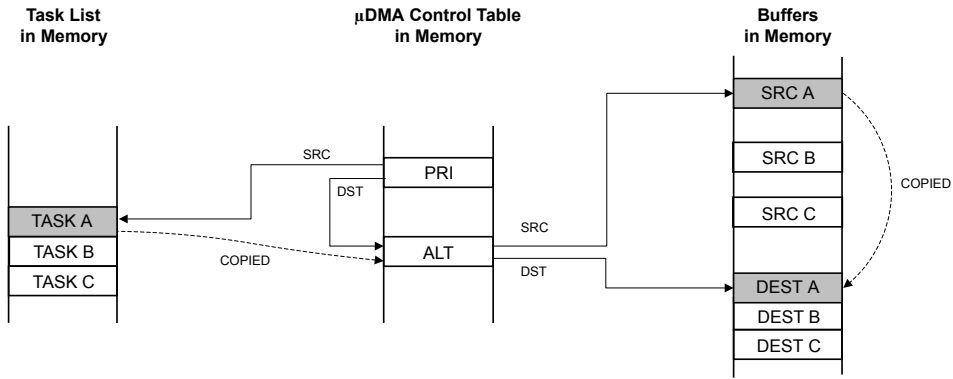 Task List
in Memory
µDMA Control Table
in Memory
Buffers
in Memory
SRC A
SRC B
SRC C
COPIED
SRC
PRI
DST
TASK A
TASK B
TASK C
COPIED
ALT
SRC
DST
DEST A
DEST B
DEST C